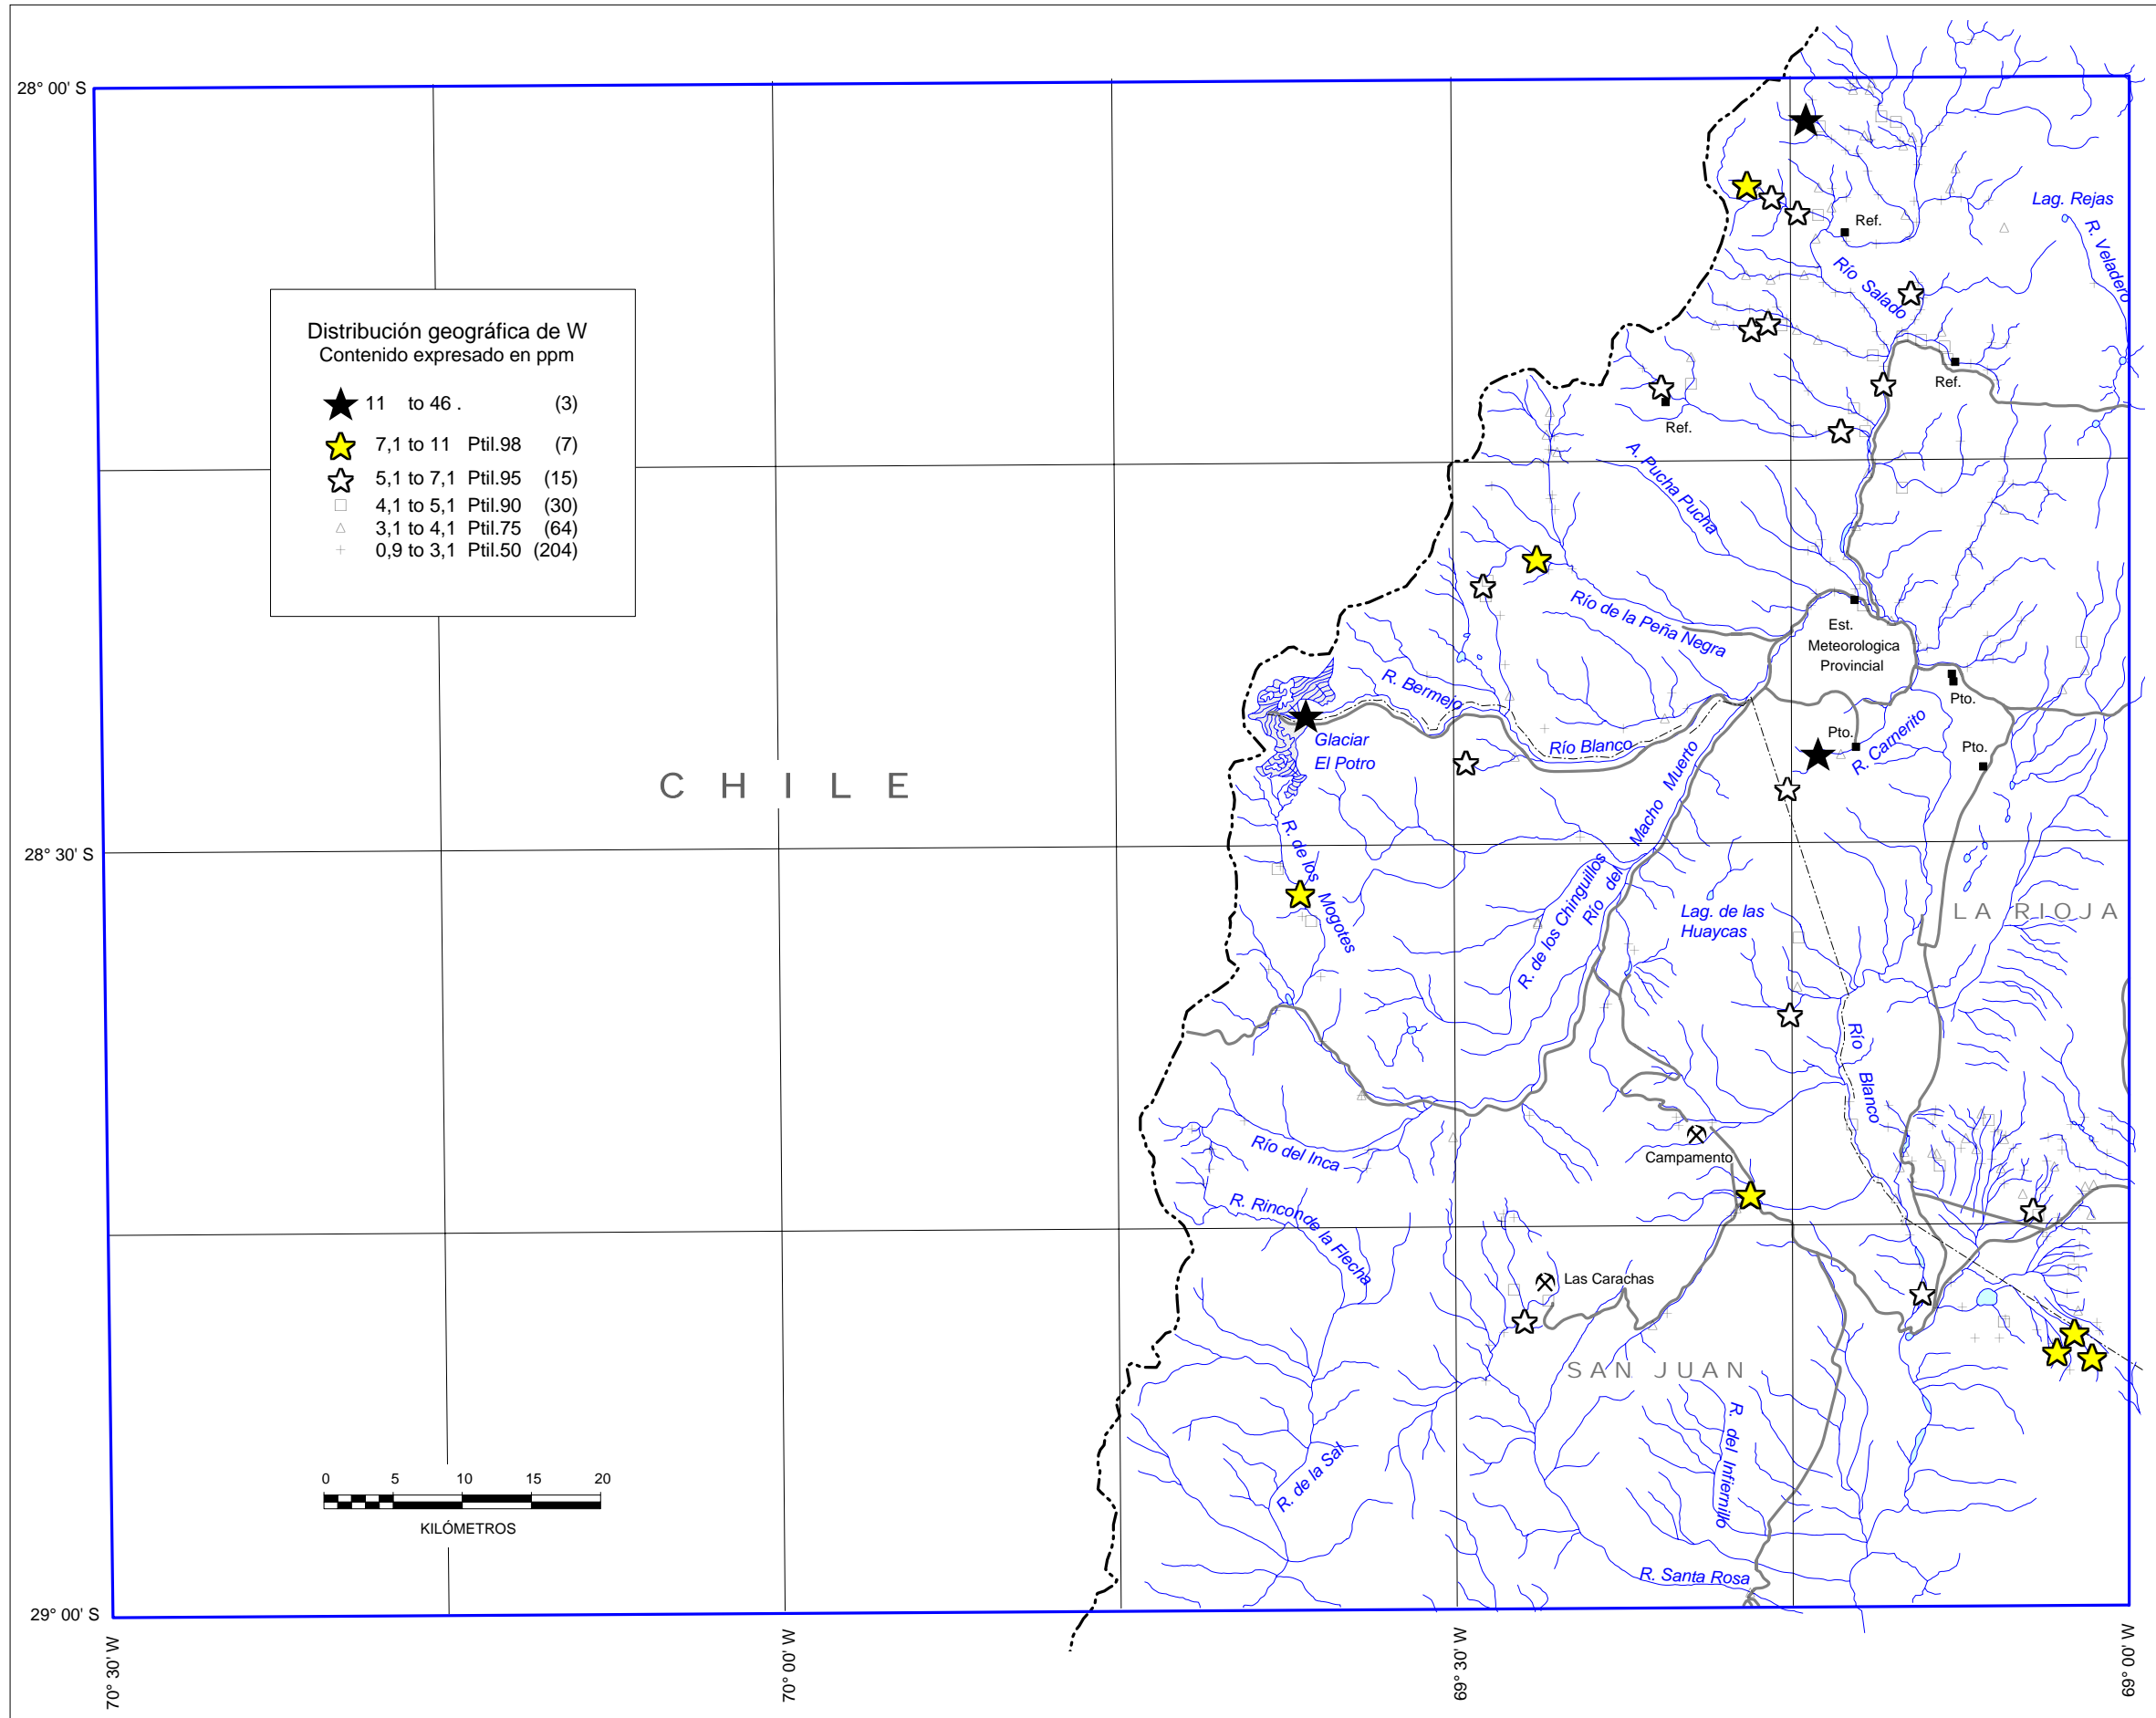 28° 00' S
Lag. Rejas
Ref.
R. Veladero
Río Salado
Distribución geográfica de W
Contenido expresado en ppm
11 to 46 . (3)
7,1 to 11 Ptil.98 (7)
5,1 to 7,1 Ptil.95 (15)
4,1 to 5,1 Ptil.90 (30)
3,1 to 4,1 Ptil.75 (64)
0,9 to 3,1 Ptil.50 (204)
Ref.
Ref.
A. Pucha Pucha
Río de la Peña Negra
Est.
Meteorologica
Provincial
R. Bermejo
Pto.
Pto.
R. Carnerito
Pto.
Glaciar
El Potro
Río Blanco
CHILE
Río del Macho Muerto
28° 30' S
R. de los Mogotes
R. de los Chinguillos
Lag. de las
Huaycas
LA RIOJA
Río Blanco
Río del Inca
Campamento
R. Rincon de la Flecha
Las Carachas
SAN JUAN
R. de la Sal
R. del Infiernillo
0 5 10 15 20
KILÓMETROS
R. Santa Rosa
29° 00' S
70° 30' W
70° 00' W
69° 30' W
69° 00' W